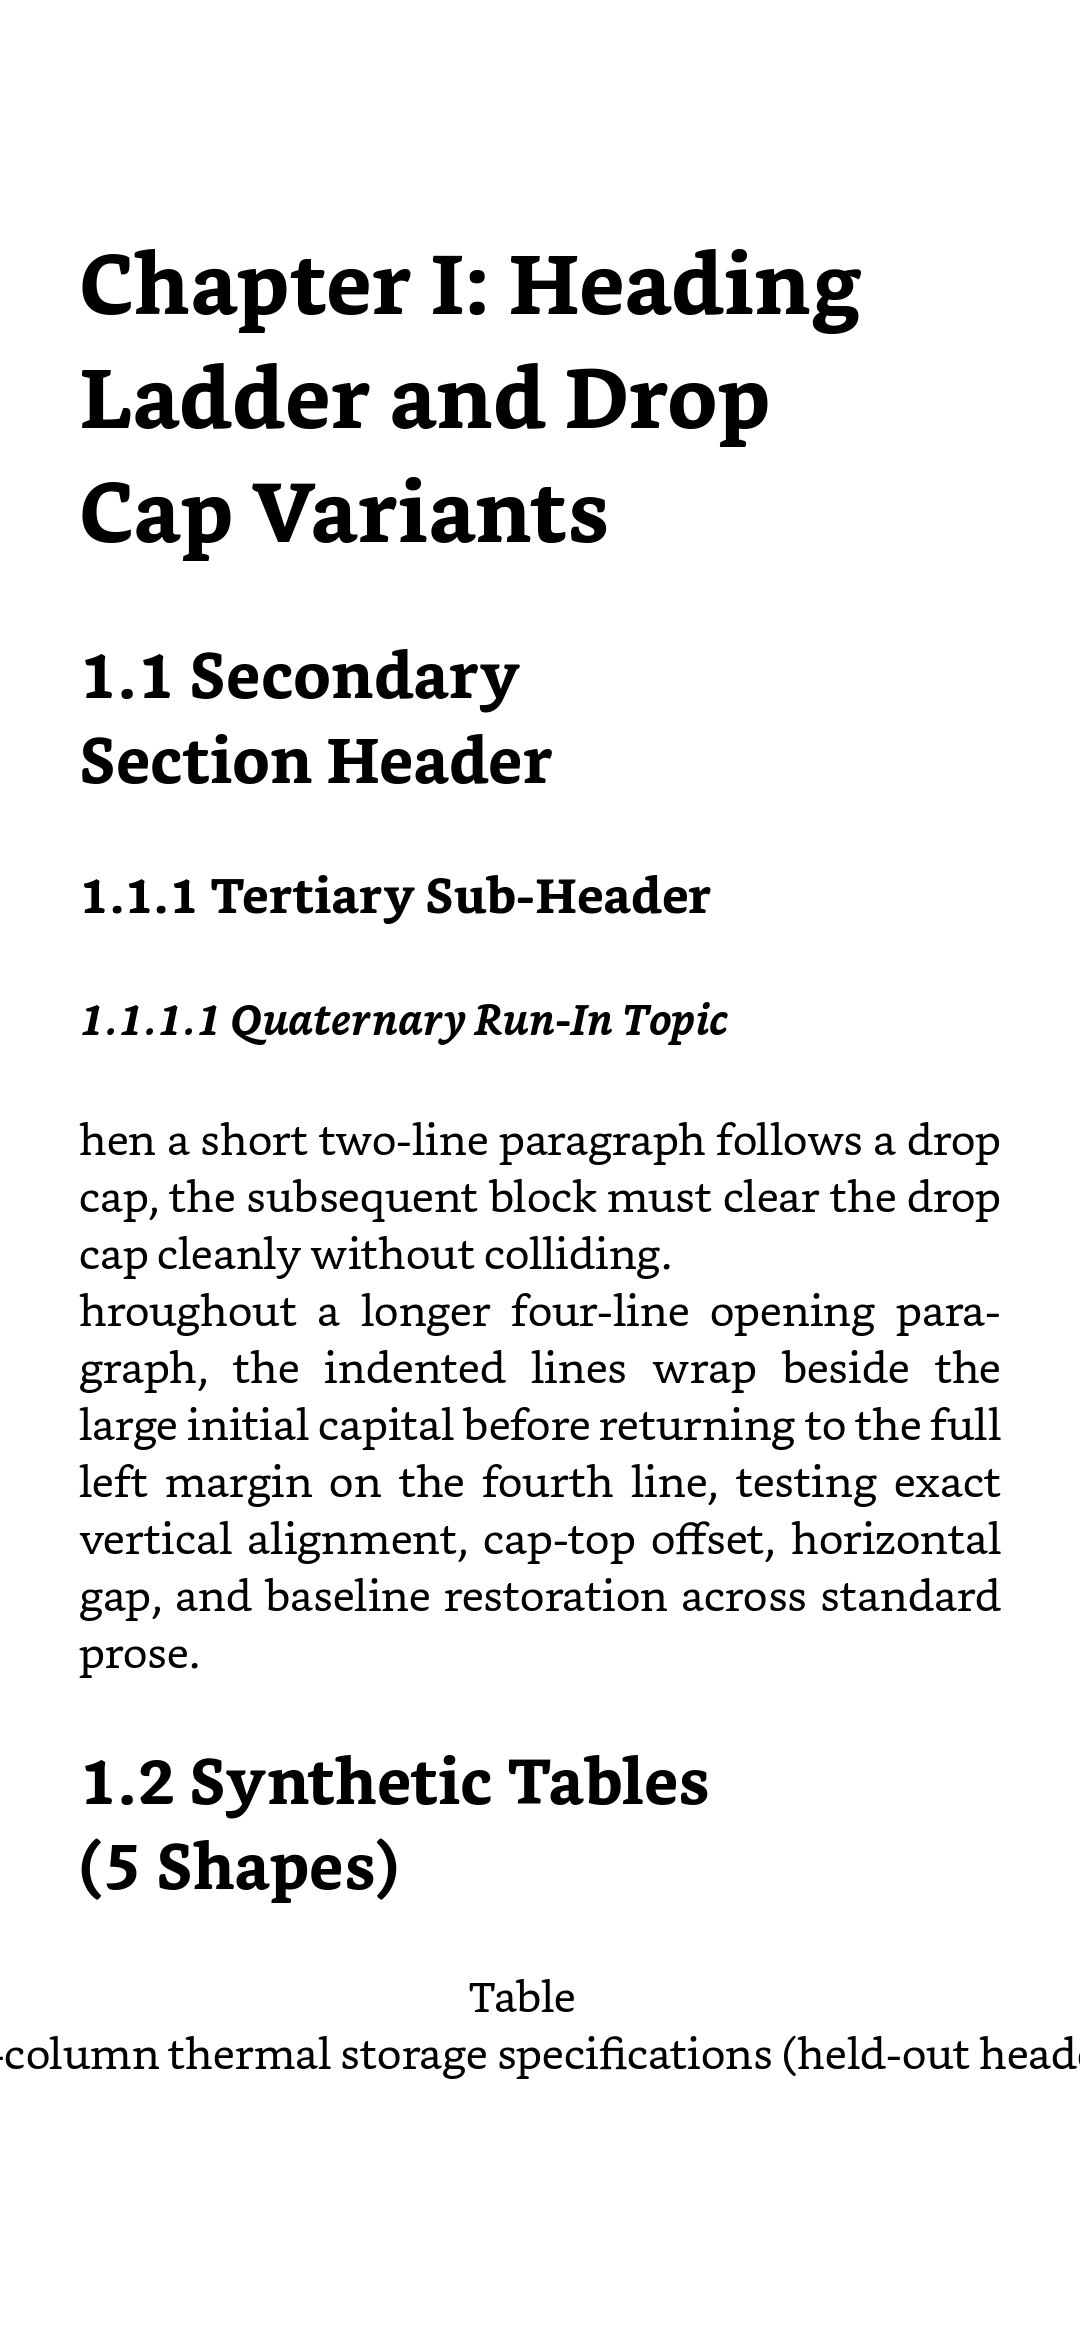 Chapter I: Heading
Ladder and Drop
Cap Variants
1.1 Secondary
Section Header
1.1.1 Tertiary Sub-Header
1.1.1.1 Quaternary Run-In Topic
hen a short two-line paragraph follows a drop
cap, the subsequent block must clear the drop
cap cleanly without colliding.
hroughout a longer four-line opening para-
graph, the indented lines wrap beside the
large initial capital before returning to the full
left margin on the fourth line, testing exact
vertical alignment, cap-top offset, horizontal
gap, and baseline restoration across standard
prose.
1.2 Synthetic Tables
(5 Shapes)
Table
-column thermal storage specifications (held-out